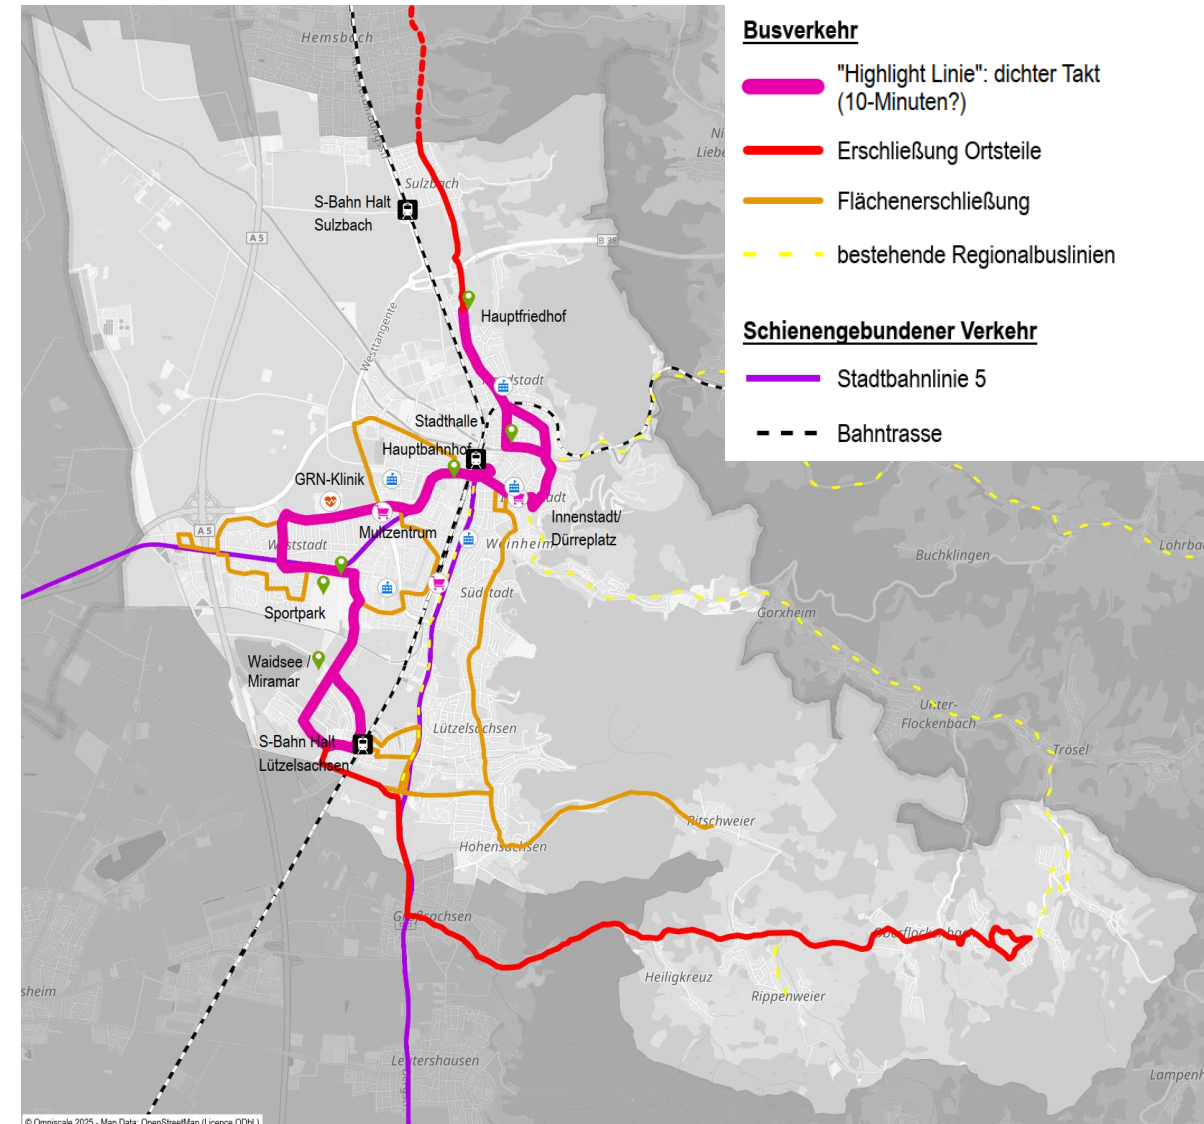 Busverkehr
"Highlight Linie": dichter Takt
(10-Minuten?)
Erschließung Ortsteile
Flächenerschließung
bestehende Regionalbuslinien
Schienengebundener Verkehr
Stadtbahnlinie 5
Bahntrasse
Hemsbach
Sulzbach
S-Bahn Halt
Sulzbach
A 5
B 38
Westtangente
Hauptfriedhof
Stadthalle
Hauptbahnhof
GRN-Klinik
Multzentrum
Innenstadt/
Dürreplatz
A 5
Weststadt
Weinheim
Südstadt
Sportpark
Waidsee /
Miramar
S-Bahn Halt
Lützelsachsen
Lützelsachsen
Buchklingen
Gorxheim
Unter-
Flockenbach
Trösel
Ritschweier
Hohensachsen
Großsachsen
Oberflockenbach
Heiligkreuz
Rippenweier
Leutershausen
© Omniscale 2025 - Map Data: OpenStreetMap (Licence ODbL)